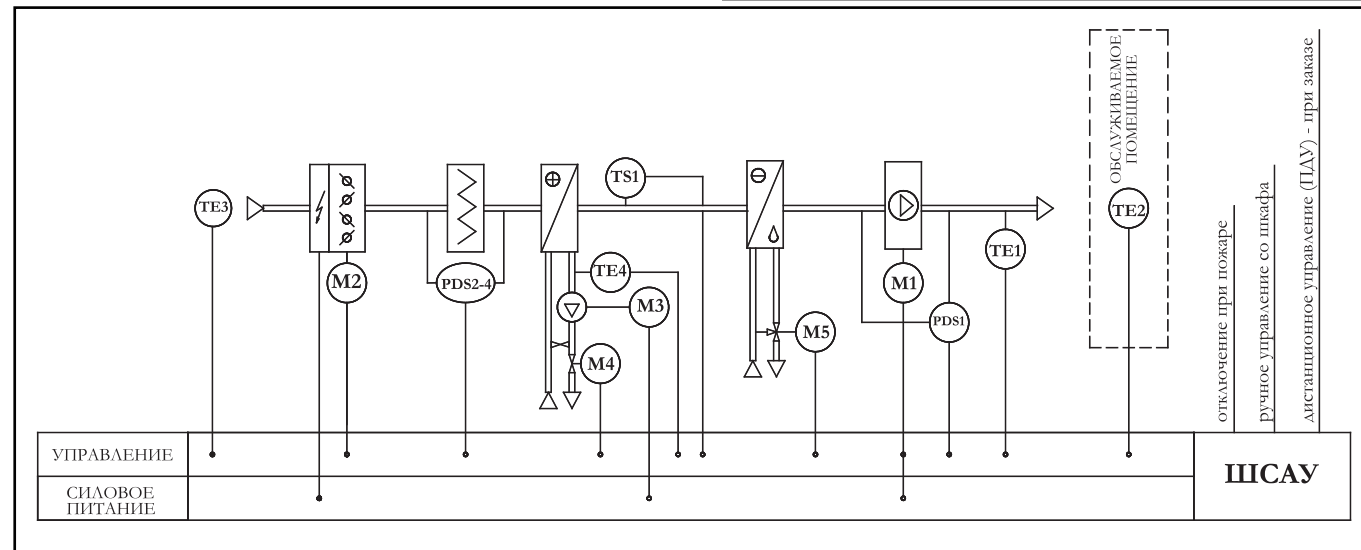 ОБСЛУЖИВАЕМОЕ
ПОМЕЩЕНИЕ
отключение при пожаре
ручное управление со шкафа
дистанционное управление (ПДУ) - при заказе
TS1
TE3
TE2
TE1
M2
PDS2-4
TE4
M3
M1
PDS1
M5
M4
УПРАВЛЕНИЕ
СИЛОВОЕ
ПИТАНИЕ
ШСАУ